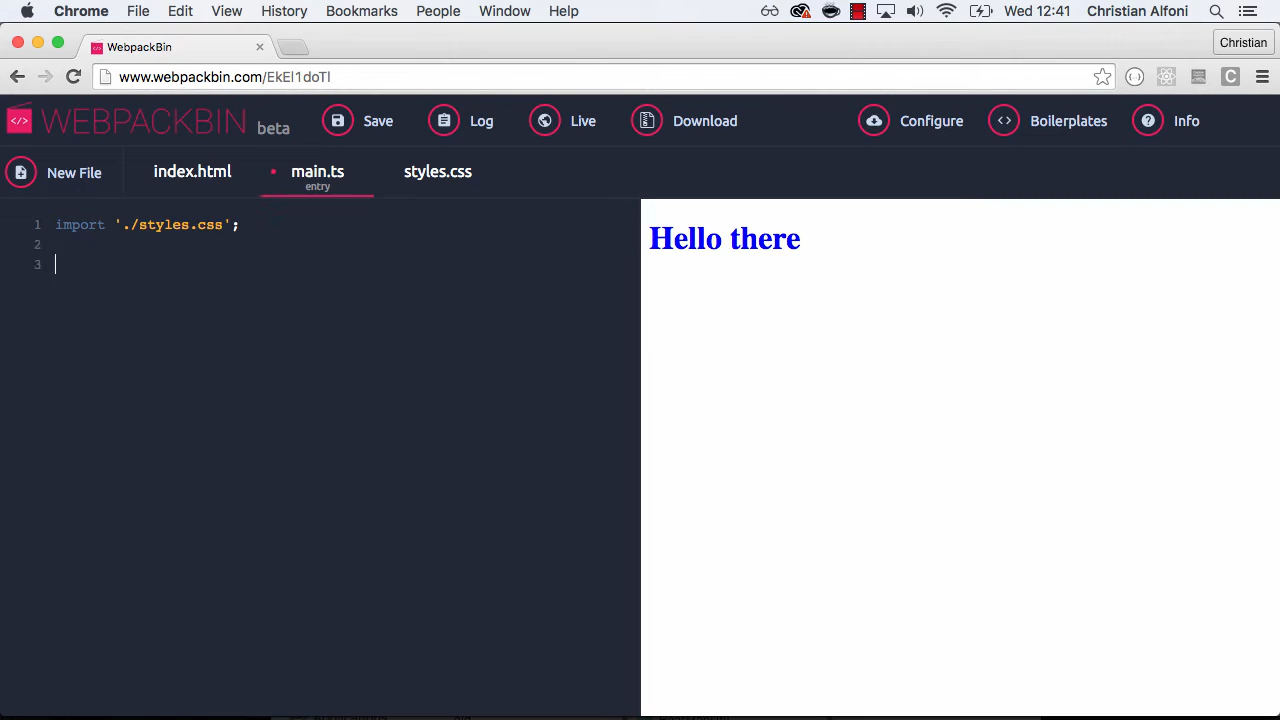 Chrome File Edit View History Bookmarks People Window Help Wed 12:41 Christian Alfoni
WebpackBin Christian
www.webpackbin.com/EkEl1doTl
WEBPACKBIN beta Save Log Live Download Configure Boilerplates Info
New File index.html main.ts styles.css
entry
1 import './styles.css';
2
3
Hello there